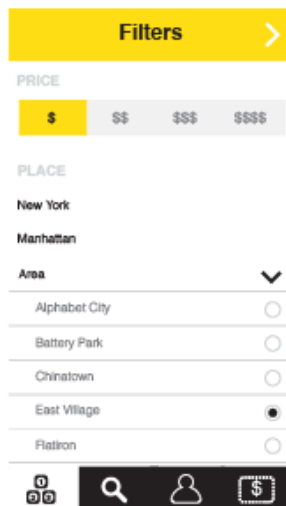 Filters
PRICE
$ $$ $$$ $$$$
PLACE
New York
Manhattan
Area
Alphabet City
Battery Park
Chinatown
East Village
Flatiron
$